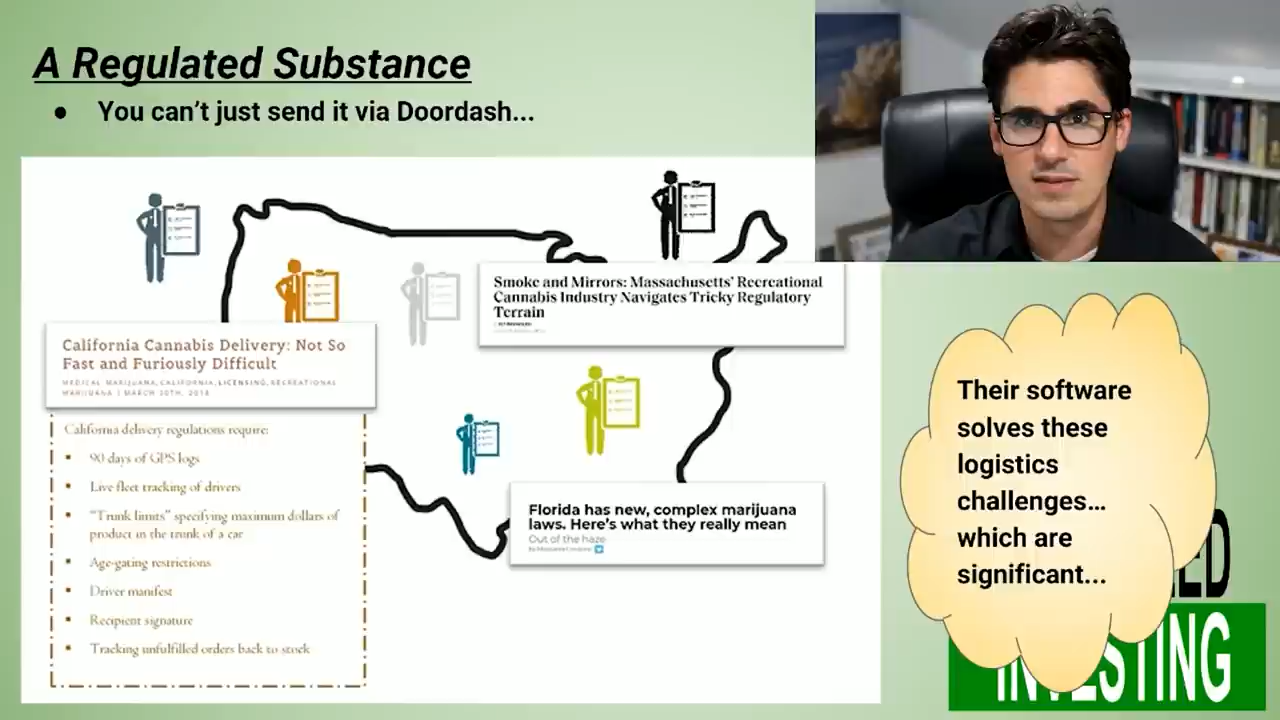 A Regulated Substance
● You can't just send it via Doordash...
Smoke and Mirrors: Massachusetts' Recreational
Cannabis Industry Navigates Tricky Regulatory
Terrain
California Cannabis Delivery: Not So
Fast and Furiously Difficult
MEDICAL MARIJUANA, CALIFORNIA, LICENSING, RECREATIONAL
MARIJUANA | MARCH 30TH, 2018
California delivery regulations require:
▪ 90 days of GPS logs
▪ Live fleet tracking of drivers
▪ "Trunk limits" specifying maximum dollars of
product in the trunk of a car
▪ Age-gating restrictions
▪ Driver manifest
▪ Recipient signature
▪ Tracking unfulfilled orders back to stock
Florida has new, complex marijuana
laws. Here's what they really mean
Out of the haze
Their software
solves these
logistics
challenges...
which are
significant...
ED
INVESTING